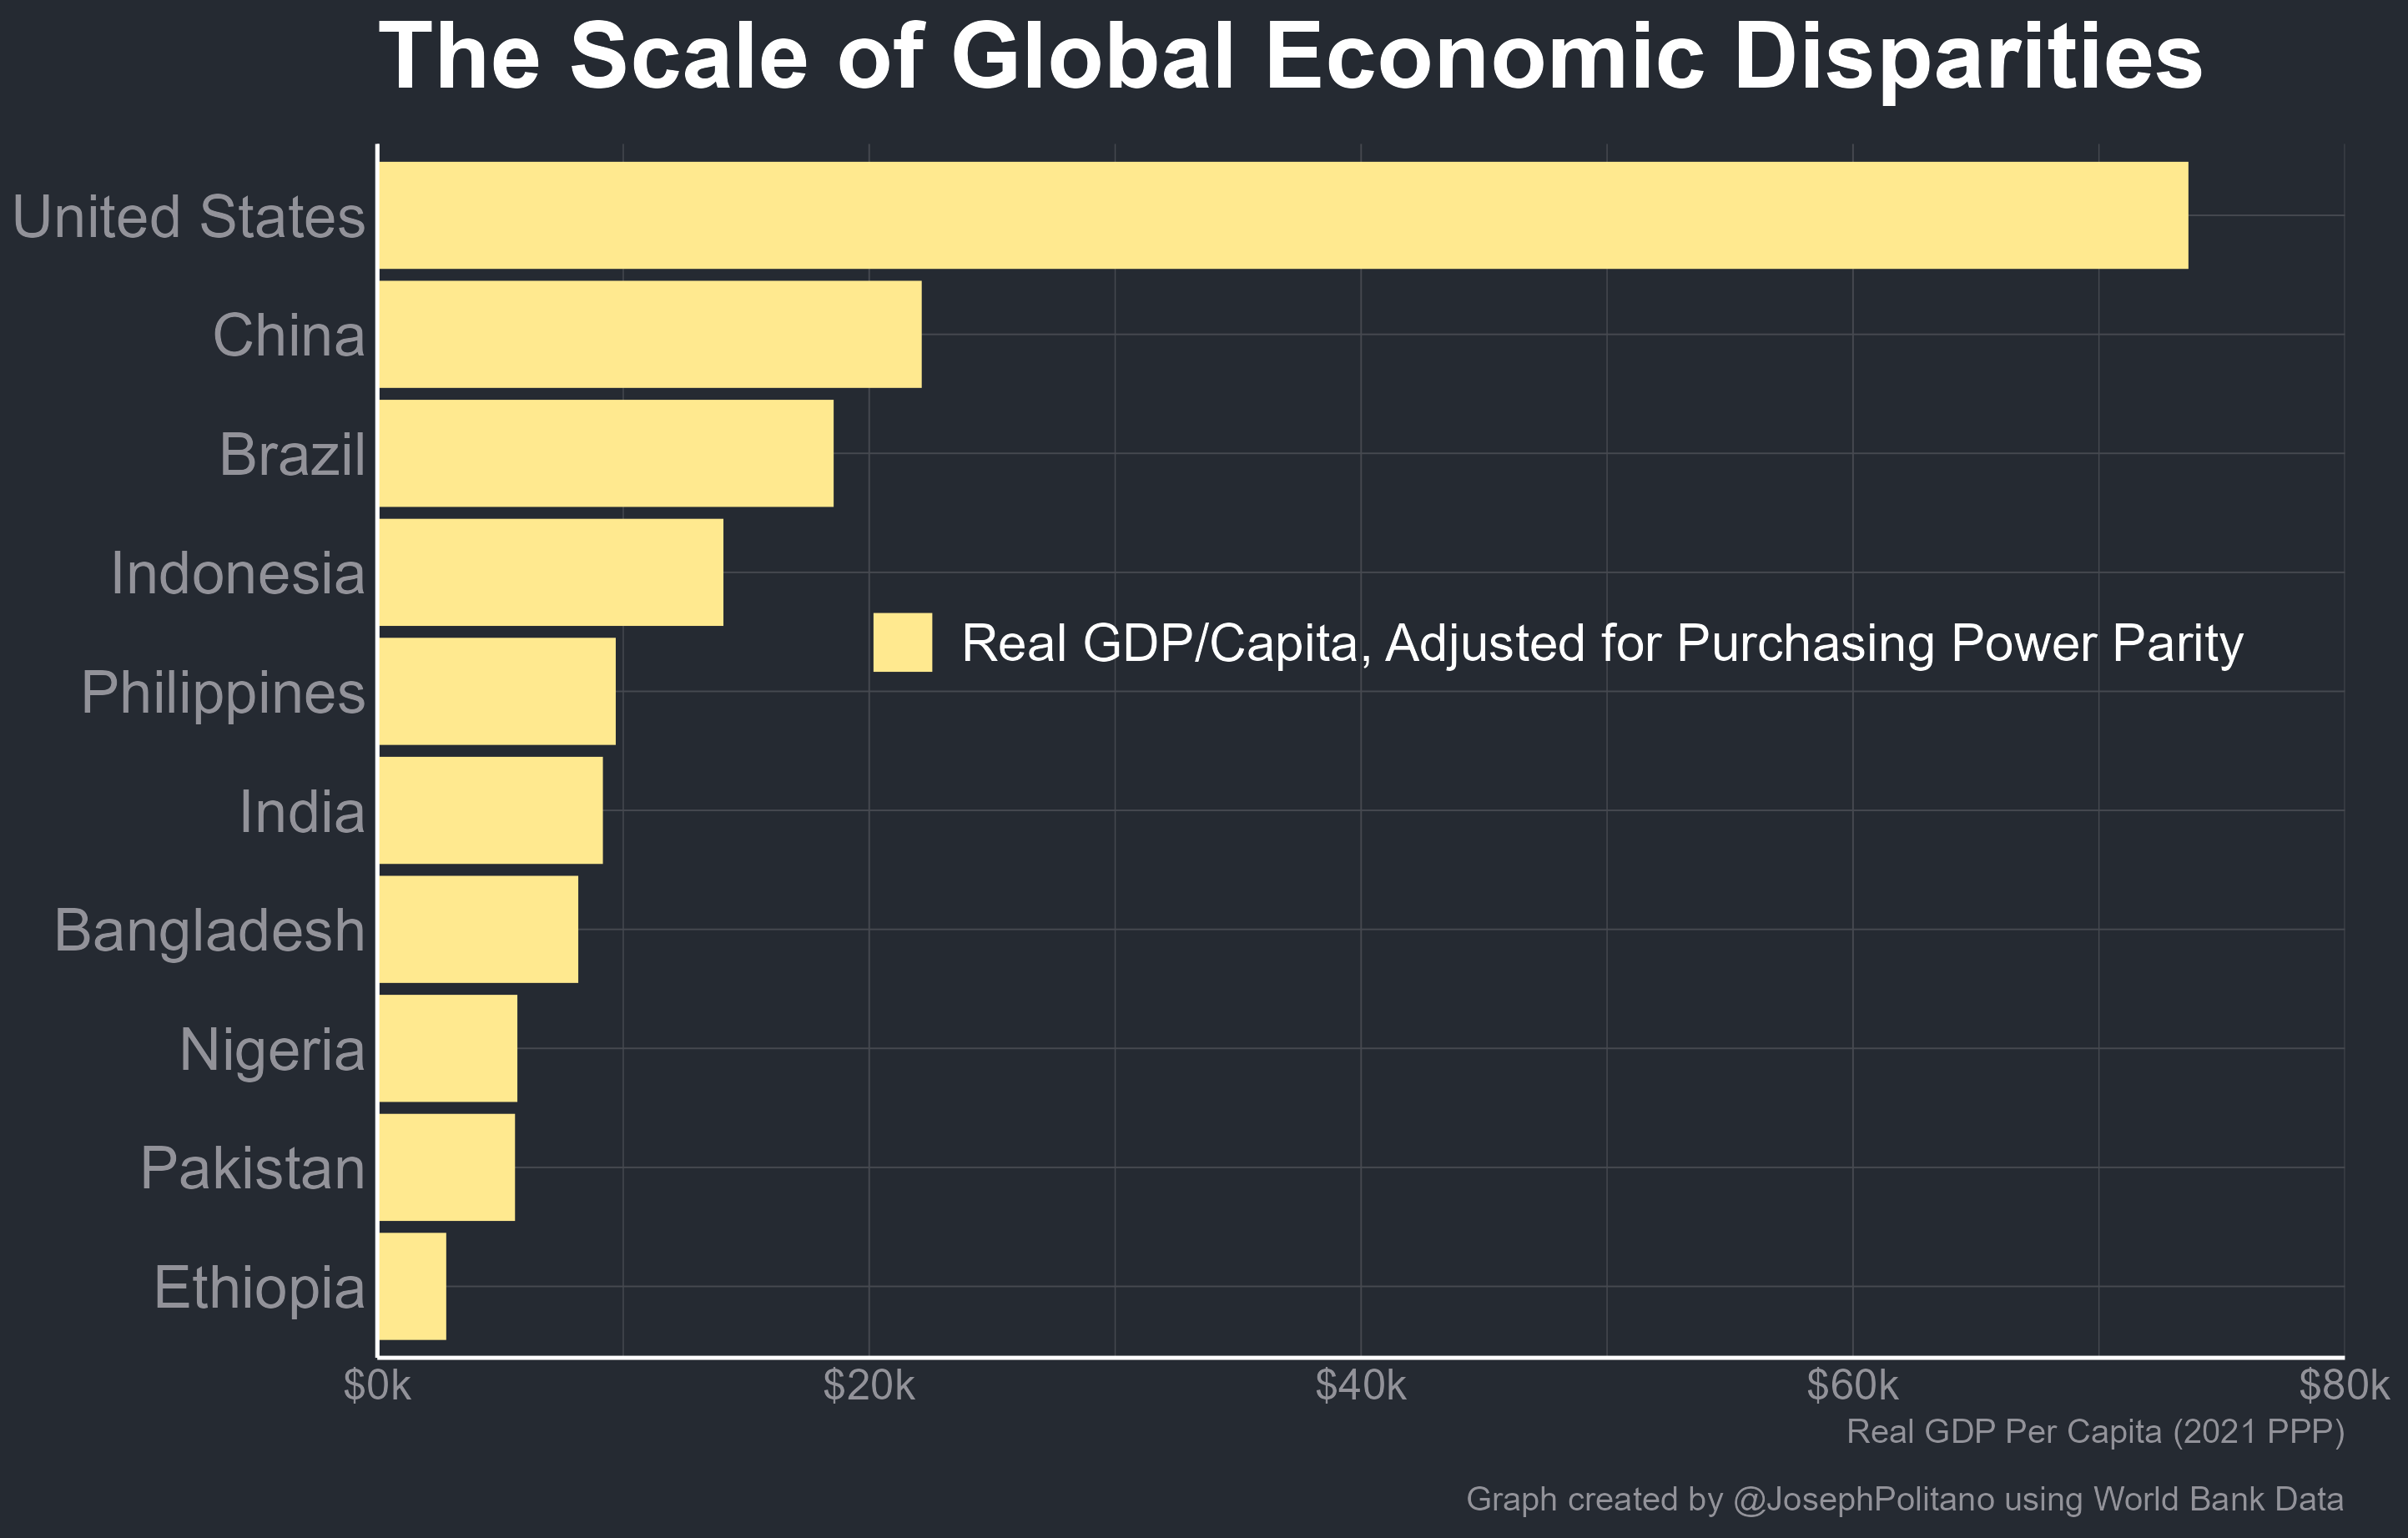 The Scale of Global Economic Disparities
United States
China
Brazil
Indonesia
Real GDP/Capita, Adjusted for Purchasing Power Parity
Philippines
India
Bangladesh
Nigeria
Pakistan
Ethiopia
$0k $20k $40k $60k $80k
Real GDP Per Capita (2021 PPP)
Graph created by @JosephPolitano using World Bank Data